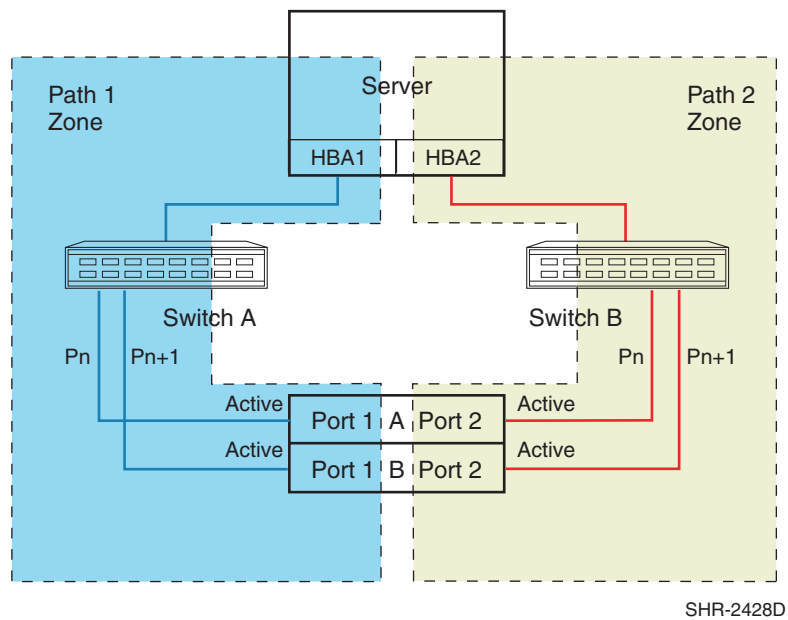 Server
Path 1
Zone
Path 2
Zone
HBA1
HBA2
Switch A
Switch B
Pn
Pn+1
Pn
Pn+1
Active
Port 1
A
Port 2
Active
Active
Port 1
B
Port 2
Active
SHR-2428D